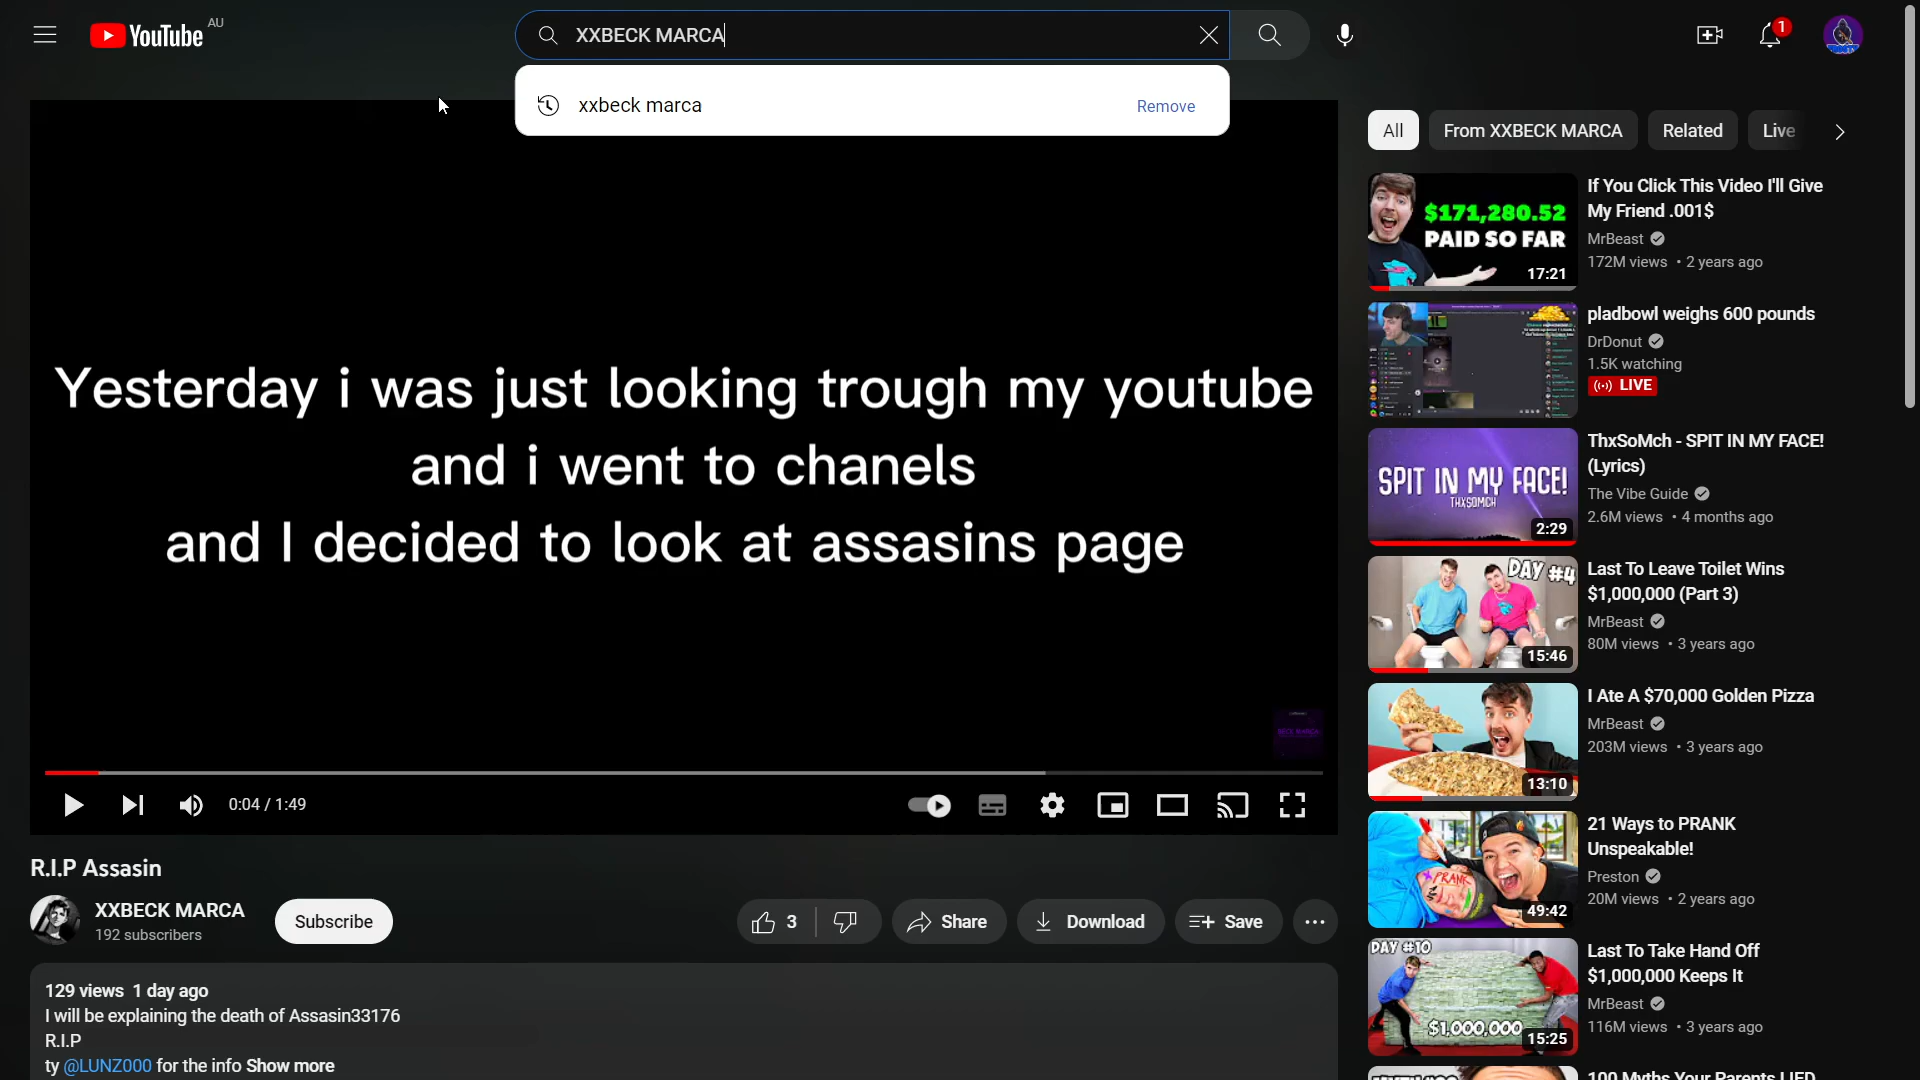 YouTube AU
XXBECK MARCA
1
xxbeck marca Remove
Yesterday i was just looking trough my youtube
and i went to chanels
and I decided to look at assasins page
0:04 / 1:49
R.I.P Assasin
XXBECK MARCA
192 subscribers
Subscribe
3
Share
Download
Save
129 views 1 day ago
I will be explaining the death of Assasin33176
R.I.P
ty @LUNZ000 for the info Show more
All From XXBECK MARCA Related Live
$171,280.52
PAID SO FAR
17:21
If You Click This Video I'll Give
My Friend .001$
MrBeast
172M views • 2 years ago
pladbowl weighs 600 pounds
DrDonut
1.5K watching
LIVE
SPIT IN MY FACE!
THXSOMCH
2:29
ThxSoMch - SPIT IN MY FACE!
(Lyrics)
The Vibe Guide
2.6M views • 4 months ago
DAY #4
15:46
Last To Leave Toilet Wins
$1,000,000 (Part 3)
MrBeast
80M views • 3 years ago
13:10
I Ate A $70,000 Golden Pizza
MrBeast
203M views • 3 years ago
PRANK
49:42
21 Ways to PRANK
Unspeakable!
Preston
20M views • 2 years ago
DAY #10
$1,000,000
15:25
Last To Take Hand Off
$1,000,000 Keeps It
MrBeast
116M views • 3 years ago
100 Myths Your Parents LIED